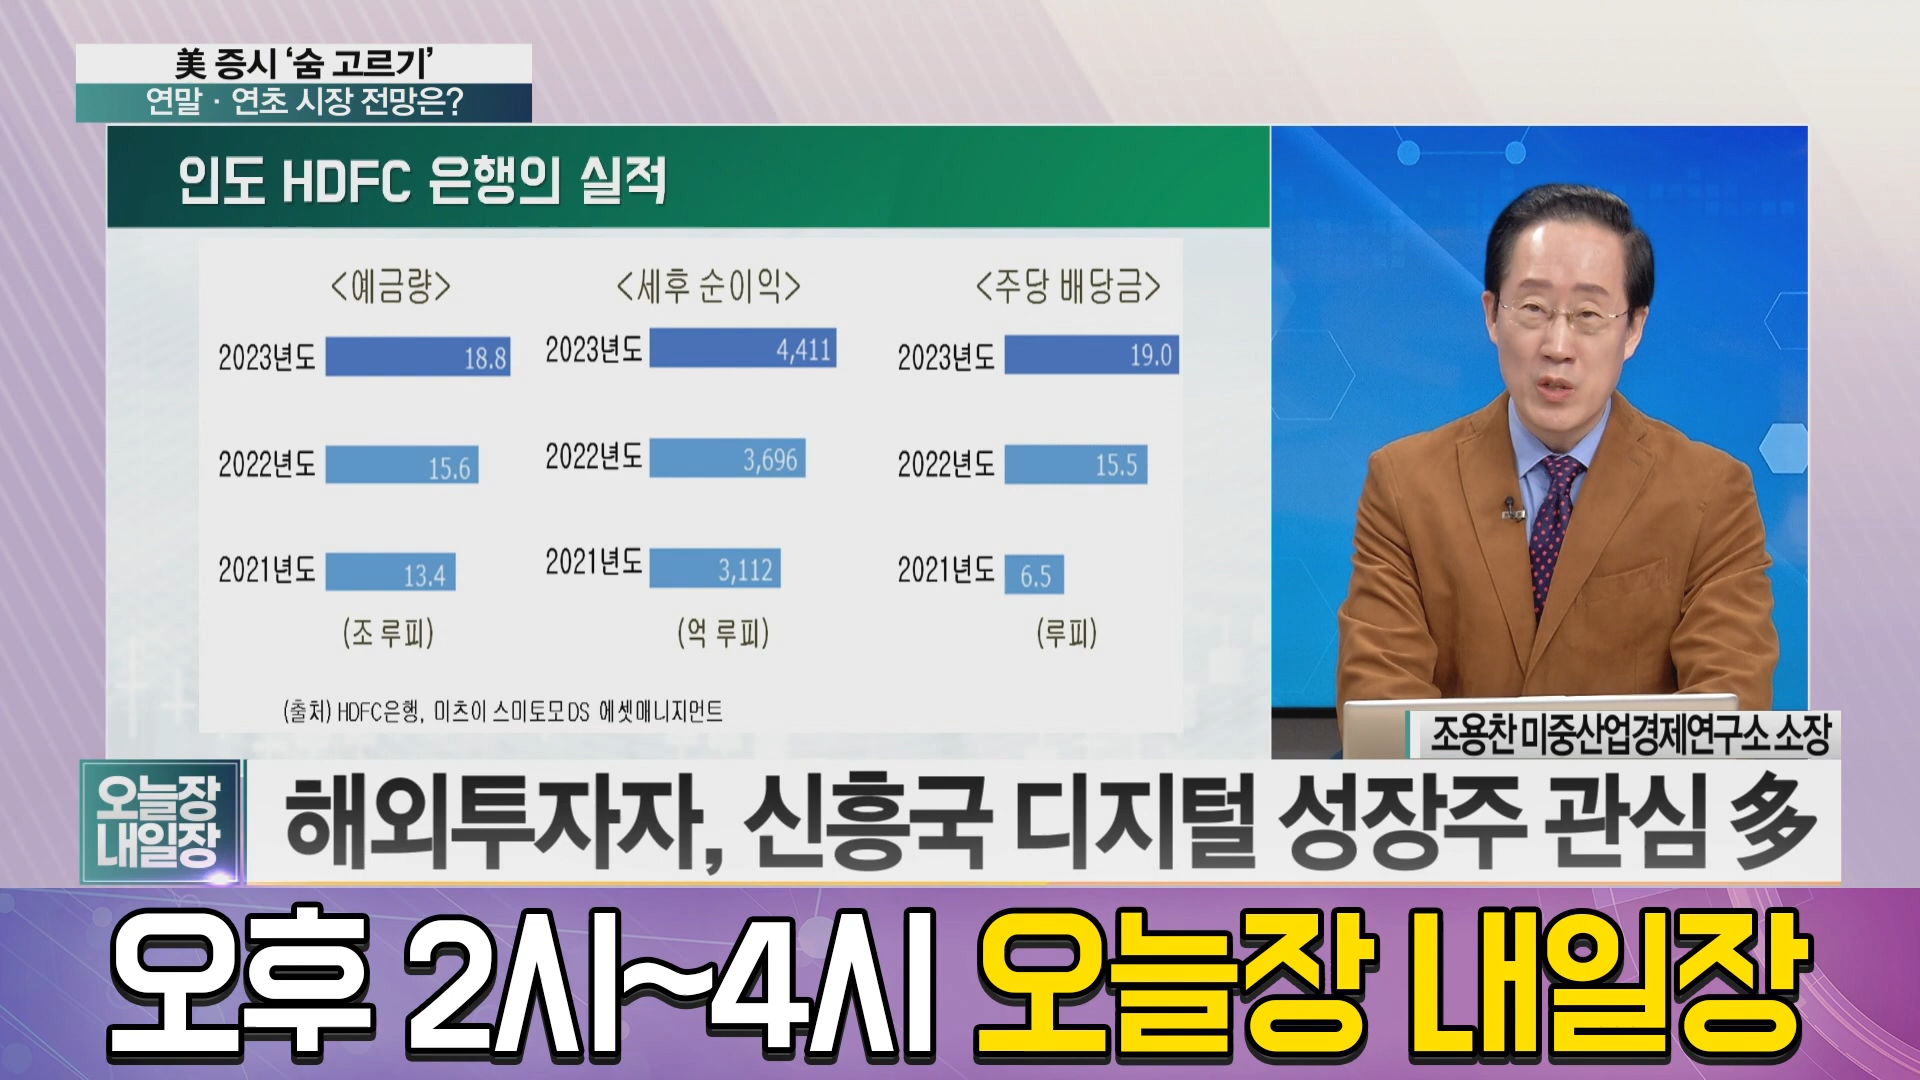 美 증시 ‘숨 고르기’
연말 · 연초 시장 전망은?
인도 HDFC 은행의 실적
<예금량>
2023년도 18.8
2022년도 15.6
2021년도 13.4
(조 루피)
<세후 순이익>
2023년도 4,411
2022년도 3,696
2021년도 3,112
(억 루피)
<주당 배당금>
2023년도 19.0
2022년도 15.5
2021년도 6.5
(루피)
(출처) HDFC은행, 미츠이 스미토모DS 에셋매니지먼트
조용찬 미중산업경제연구소 소장
오늘장
내일장
해외투자자, 신흥국 디지털 성장주 관심 多
오후 2시~4시 오늘장 내일장